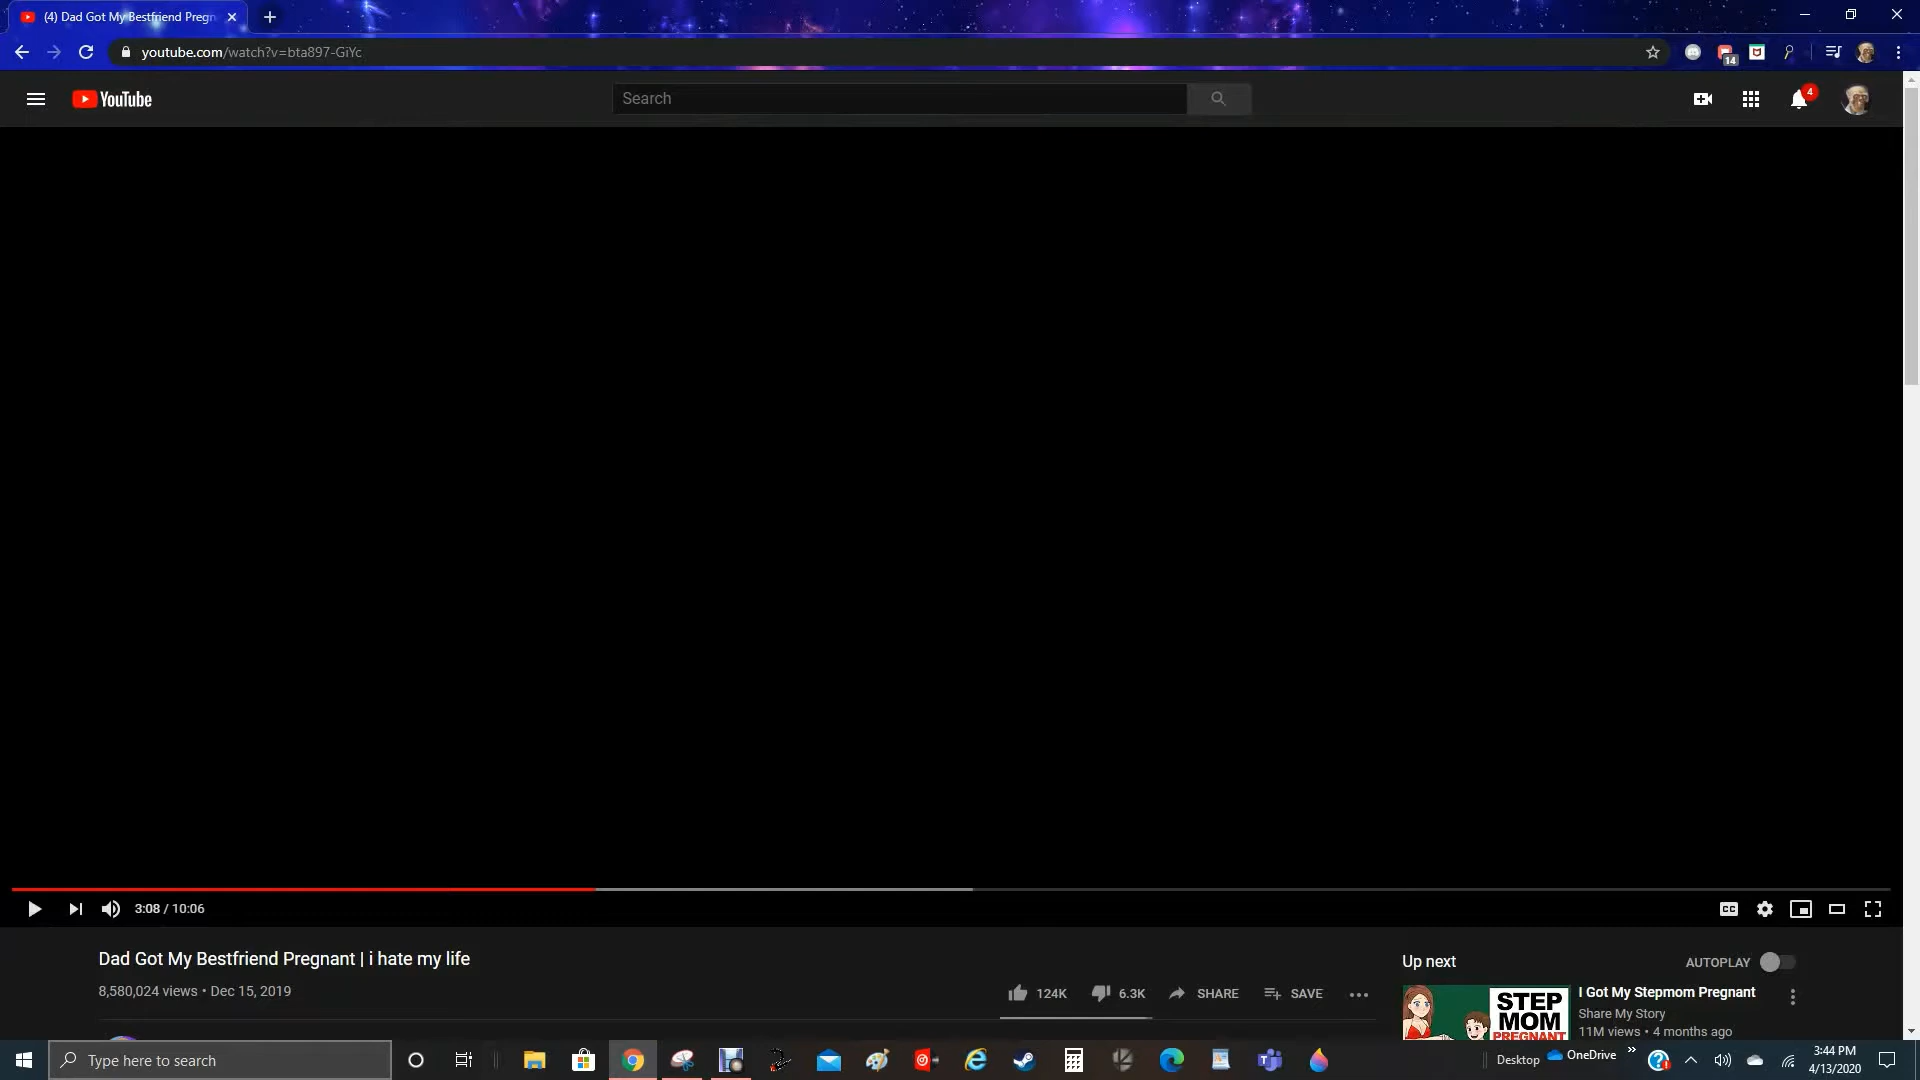 (4) Dad Got My Bestfriend Pregn
youtube.com/watch?v=bta897-GiYc
14
YouTube
Search
4
3:08 / 10:06
CC
Dad Got My Bestfriend Pregnant | i hate my life
8,580,024 views • Dec 15, 2019
124K
6.3K
SHARE
SAVE
Up next
AUTOPLAY
STEP
MOM
PREGNANT
I Got My Stepmom Pregnant
Share My Story
11M views • 4 months ago
Type here to search
Desktop
OneDrive
3:44 PM
4/13/2020